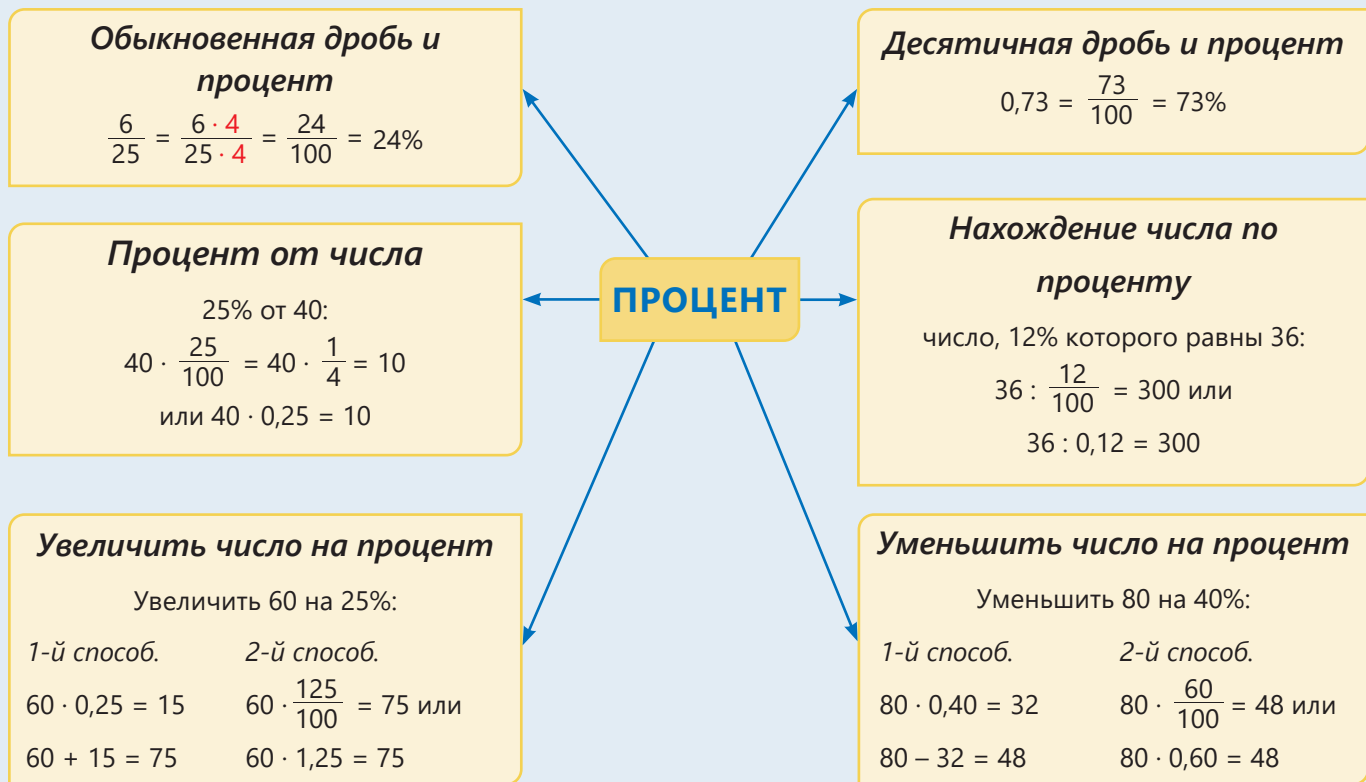 Обыкновенная дробь и
процент
6/25 = 6 · 4/25 · 4 = 24/100 = 24%
Десятичная дробь и процент
0,73 = 73/100 = 73%
Процент от числа
25% от 40:
40 · 25/100 = 40 · 1/4 = 10
или 40 · 0,25 = 10
ПРОЦЕНТ
Нахождение числа по
проценту
число, 12% которого равны 36:
36 : 12/100 = 300 или
36 : 0,12 = 300
Увеличить число на процент
Увеличить 60 на 25%:
1-й способ.
60 · 0,25 = 15
60 + 15 = 75
2-й способ.
60 · 125/100 = 75 или
60 · 1,25 = 75
Уменьшить число на процент
Уменьшить 80 на 40%:
1-й способ.
80 · 0,40 = 32
80 – 32 = 48
2-й способ.
80 · 60/100 = 48 или
80 · 0,60 = 48